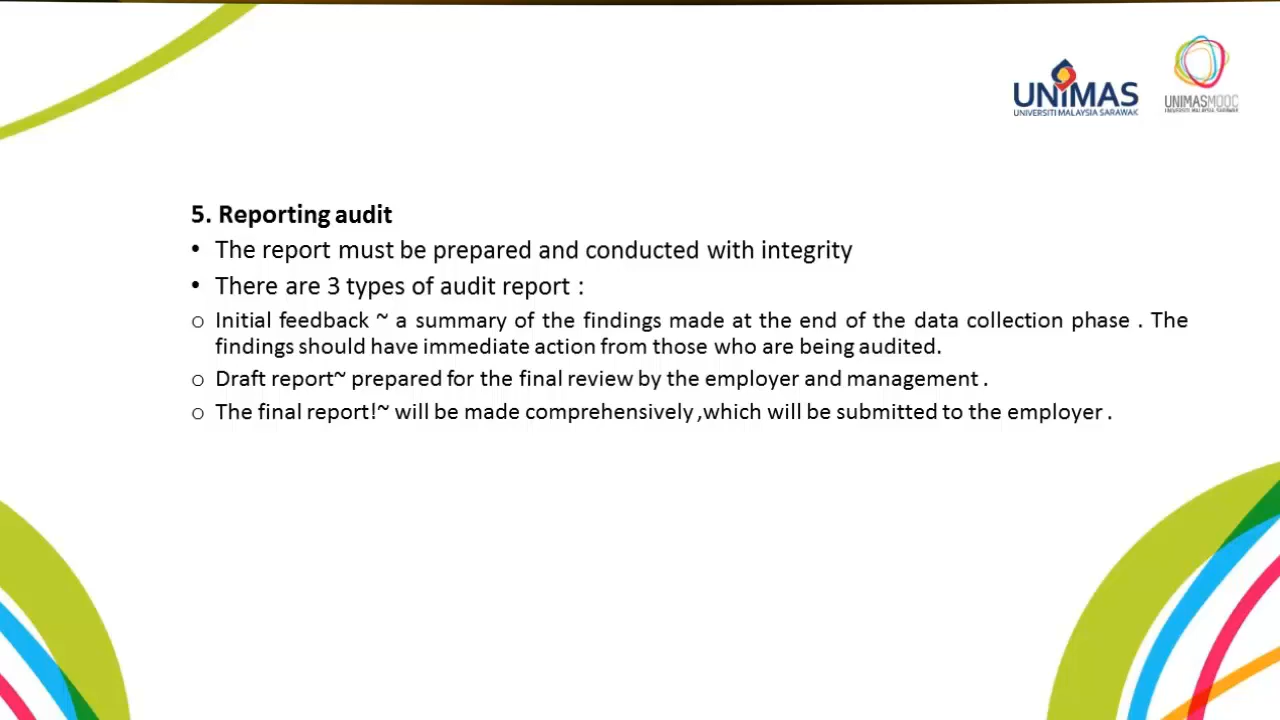 UNIMAS
UNIVERSITI MALAYSIA SARAWAK
UNIMASMOOC
UNIVERSITI MALAYSIA SARAWAK
5. Reporting audit
• The report must be prepared and conducted with integrity
• There are 3 types of audit report :
o Initial feedback ~ a summary of the findings made at the end of the data collection phase . The
findings should have immediate action from those who are being audited.
o Draft report~ prepared for the final review by the employer and management .
o The final report!~ will be made comprehensively ,which will be submitted to the employer .